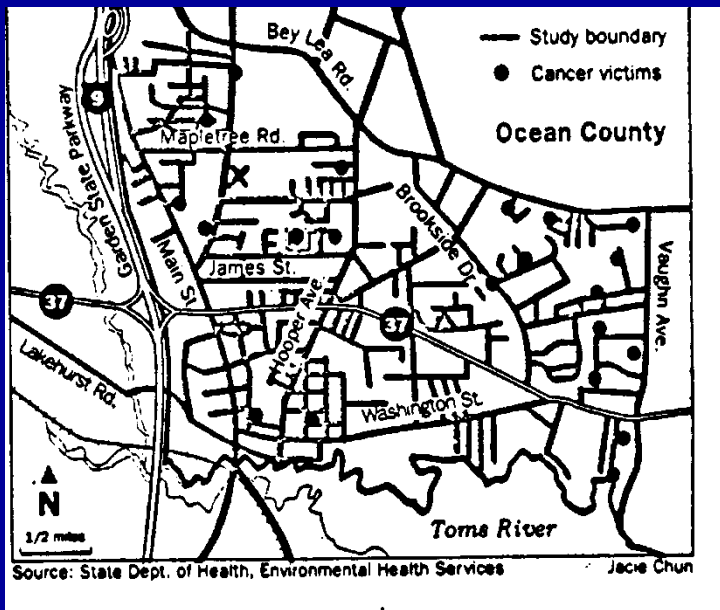 Bey Lea Rd.
Study boundary
Cancer victims
Ocean County
9
Garden State Parkway
Mapletree Rd.
X
Main St
Brookside Dr.
James St.
Vaughn Ave.
37
Hooper Ave.
37
Lakehurst Rd.
Washington St.
N
1/2 miles
Toms River
Source: State Dept. of Health, Environmental Health Services
Jacie Chun